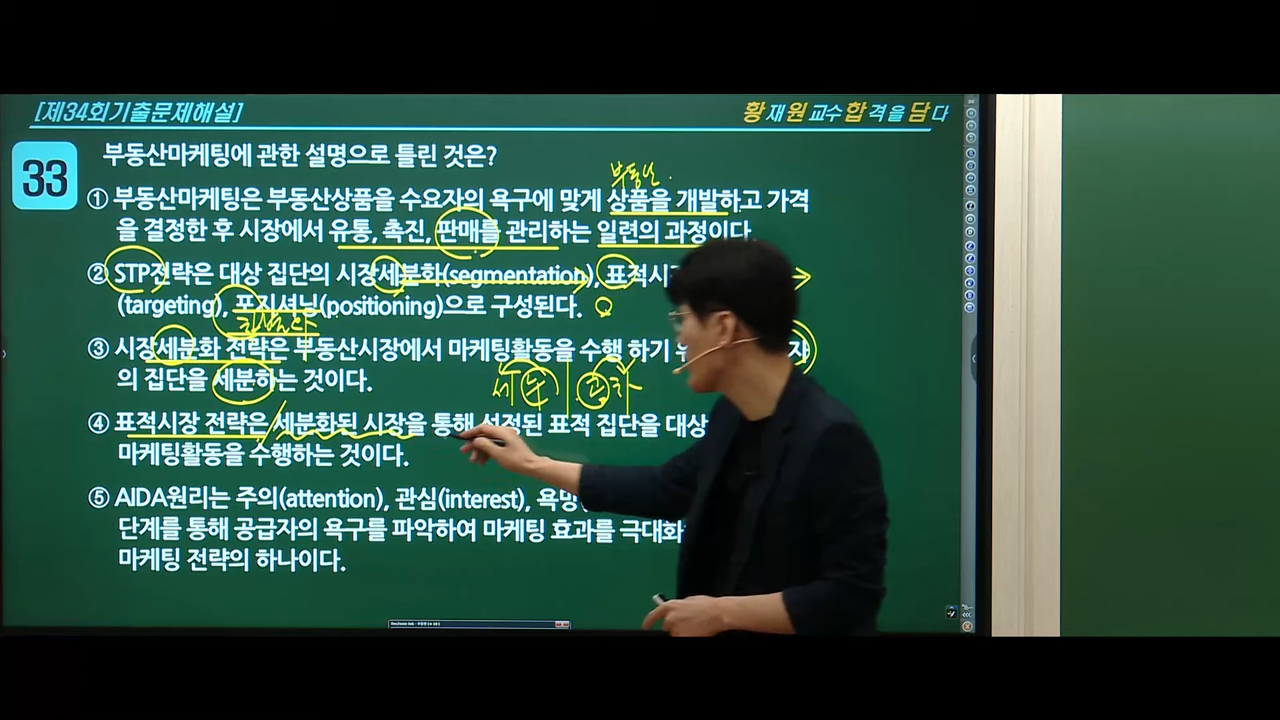 [제34회기출문제해설]
황재원교수합격을담다
33
부동산마케팅에 관한 설명으로 틀린 것은?
부동산
① 부동산마케팅은 부동산상품을 수요자의 욕구에 맞게 상품을 개발하고 가격
을 결정한 후 시장에서 유통, 촉진, 판매를 관리하는 일련의 과정이다.
② STP전략은 대상 집단의 시장세분화(segmentation), 표적시
(targeting), 포지셔닝(positioning)으로 구성된다.
③ 시장세분화 전략은 부동산시장에서 마케팅활동을 수행 하기
의 집단을 세분하는 것이다.
세 수 공 차
④ 표적시장 전략은 세분화된 시장을 통해 선정된 표적 집단을 대상
마케팅활동을 수행하는 것이다.
⑤ AIDA원리는 주의(attention), 관심(interest), 욕망
단계를 통해 공급자의 욕구를 파악하여 마케팅 효과를 극대화
마케팅 전략의 하나이다.